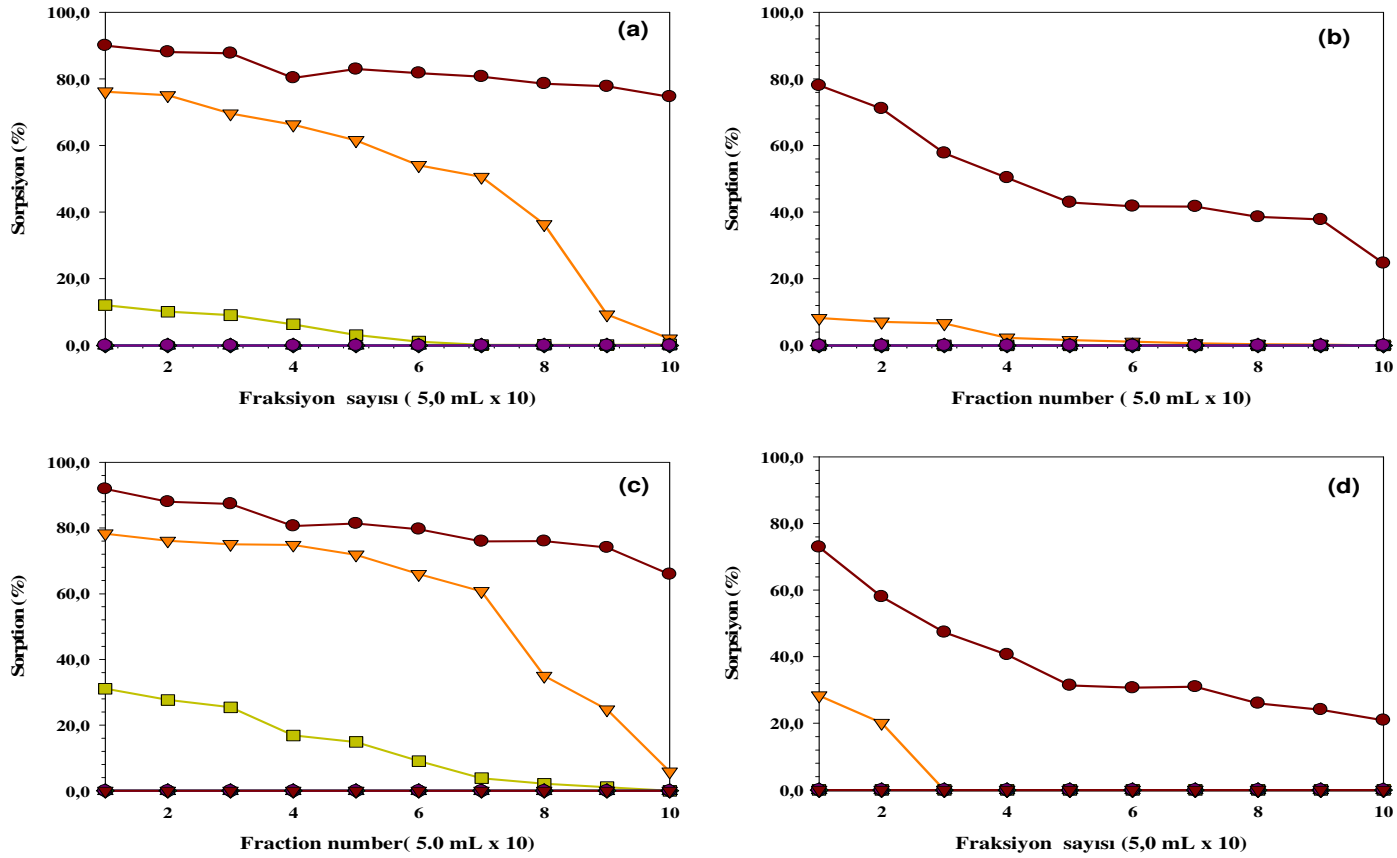 (a)
100,0
80,0
60,0
40,0
20,0
0,0
Sorpsiyon (%)
2 4 6 8 10
Fraksiyon sayısı ( 5,0 mL x 10)
(b)
100,0
80,0
60,0
40,0
20,0
0,0
Sorption (%)
2 4 6 8 10
Fraction number ( 5.0 mL x 10)
(c)
100,0
80,0
60,0
40,0
20,0
0,0
Sorption (%)
2 4 6 8 10
Fraction number( 5.0 mL x 10)
(d)
100,0
80,0
60,0
40,0
20,0
0,0
Sorpsiyon (%)
2 4 6 8 10
Fraksiyon sayısı (5,0 mL x 10)